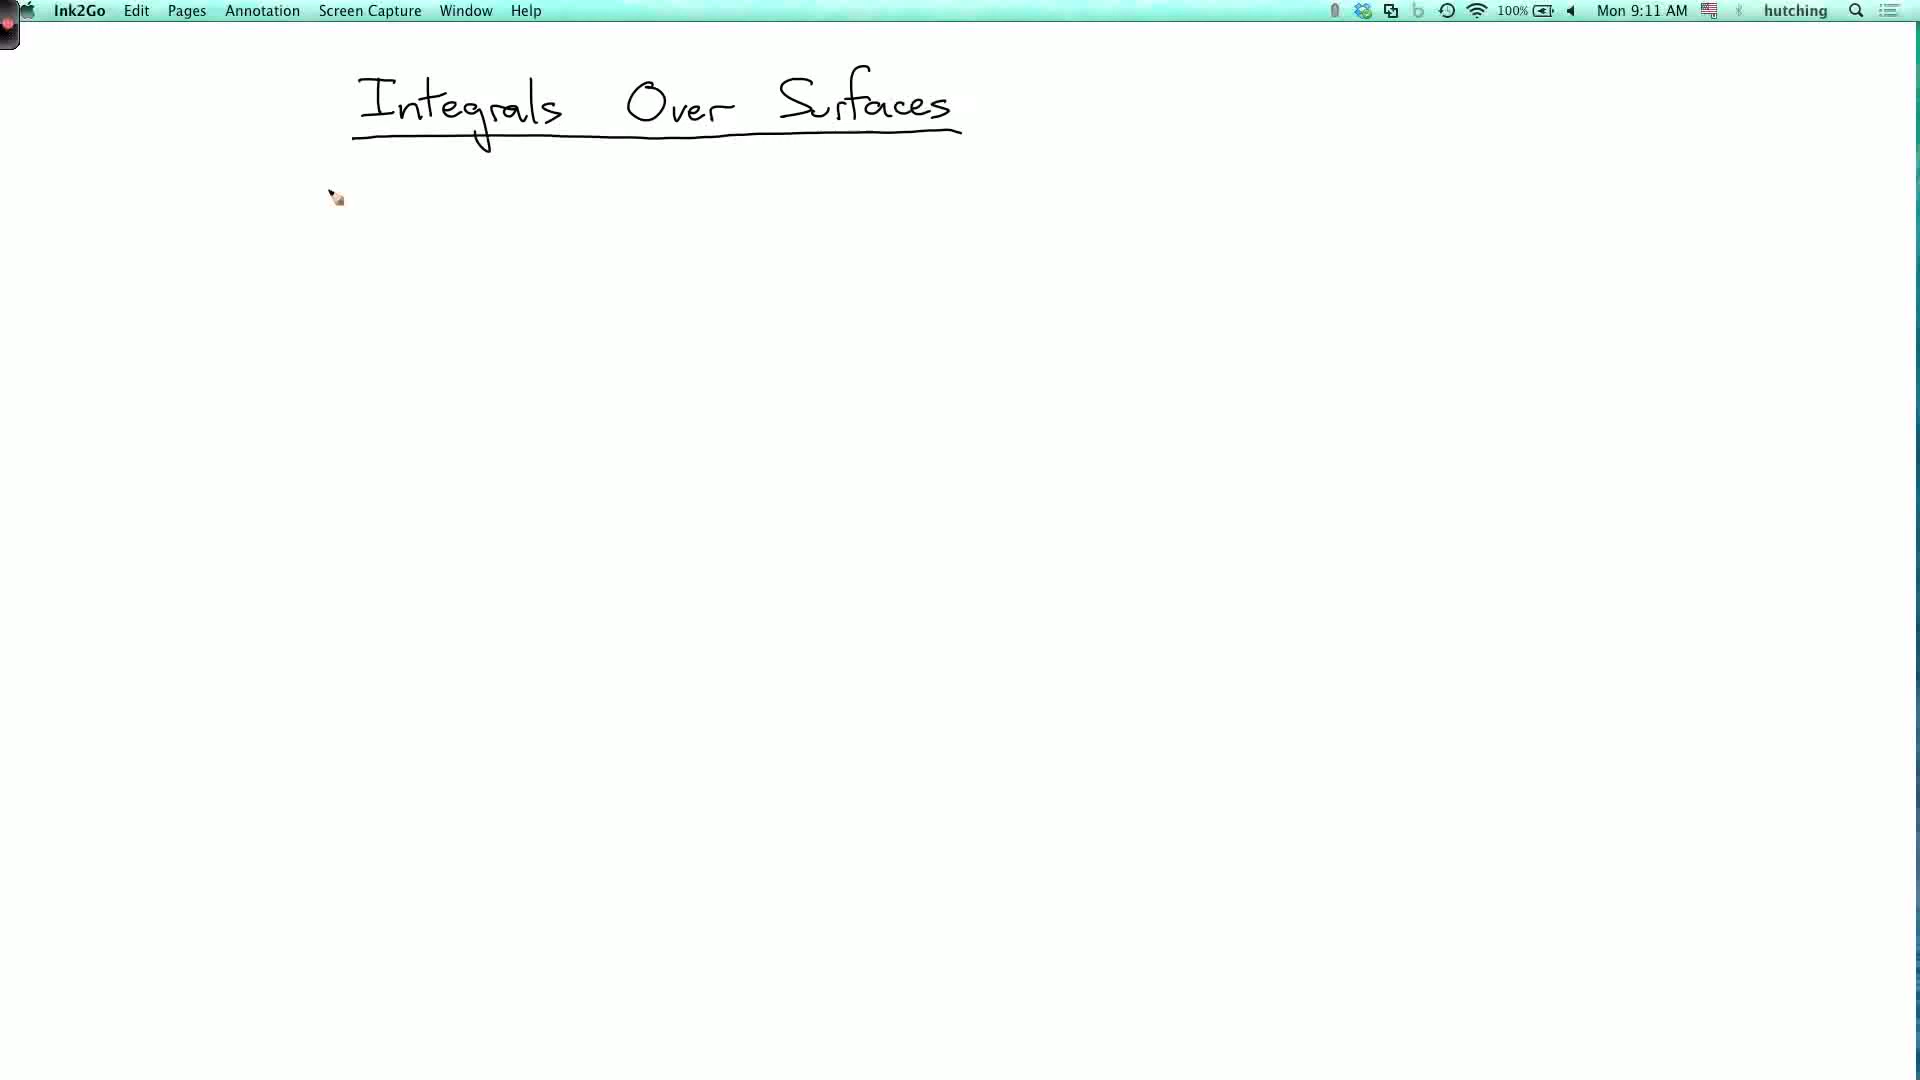 Ink2Go Edit Pages Annotation Screen Capture Window Help 100% Mon 9:11 AM hutching
Integrals Over Surfaces